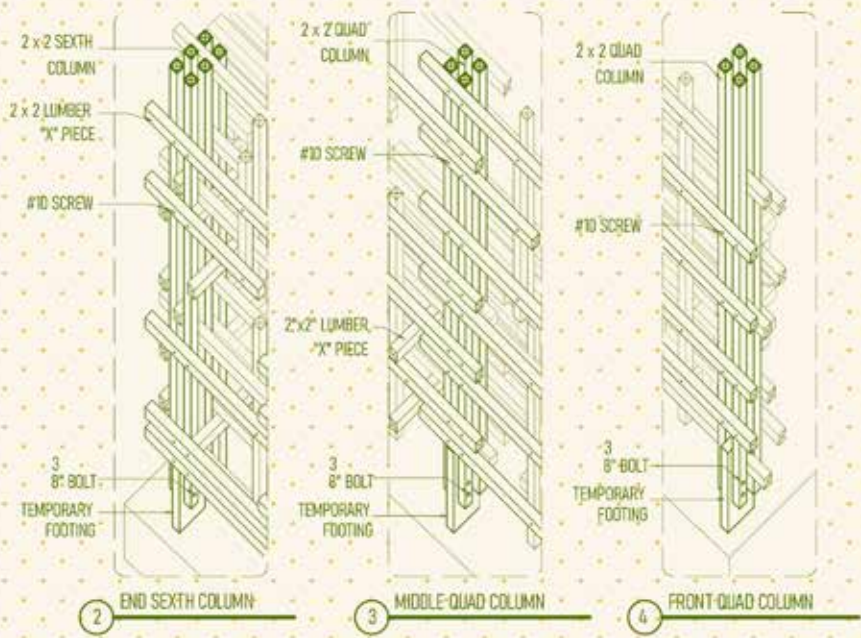 2 x 2 SEXTH
COLUMN
2 x 2 LUMBER
"X" PIECE
#10 SCREW
3
8" BOLT
TEMPORARY
FOOTING
2 END SEXTH COLUMN
2 x 2 QUAD
COLUMN
#10 SCREW
2"x2" LUMBER
"X" PIECE
3
8" BOLT
TEMPORARY
FOOTING
3 MIDDLE QUAD COLUMN
2 x 2 QUAD
COLUMN
#10 SCREW
3
8" BOLT
TEMPORARY
FOOTING
4 FRONT QUAD COLUMN